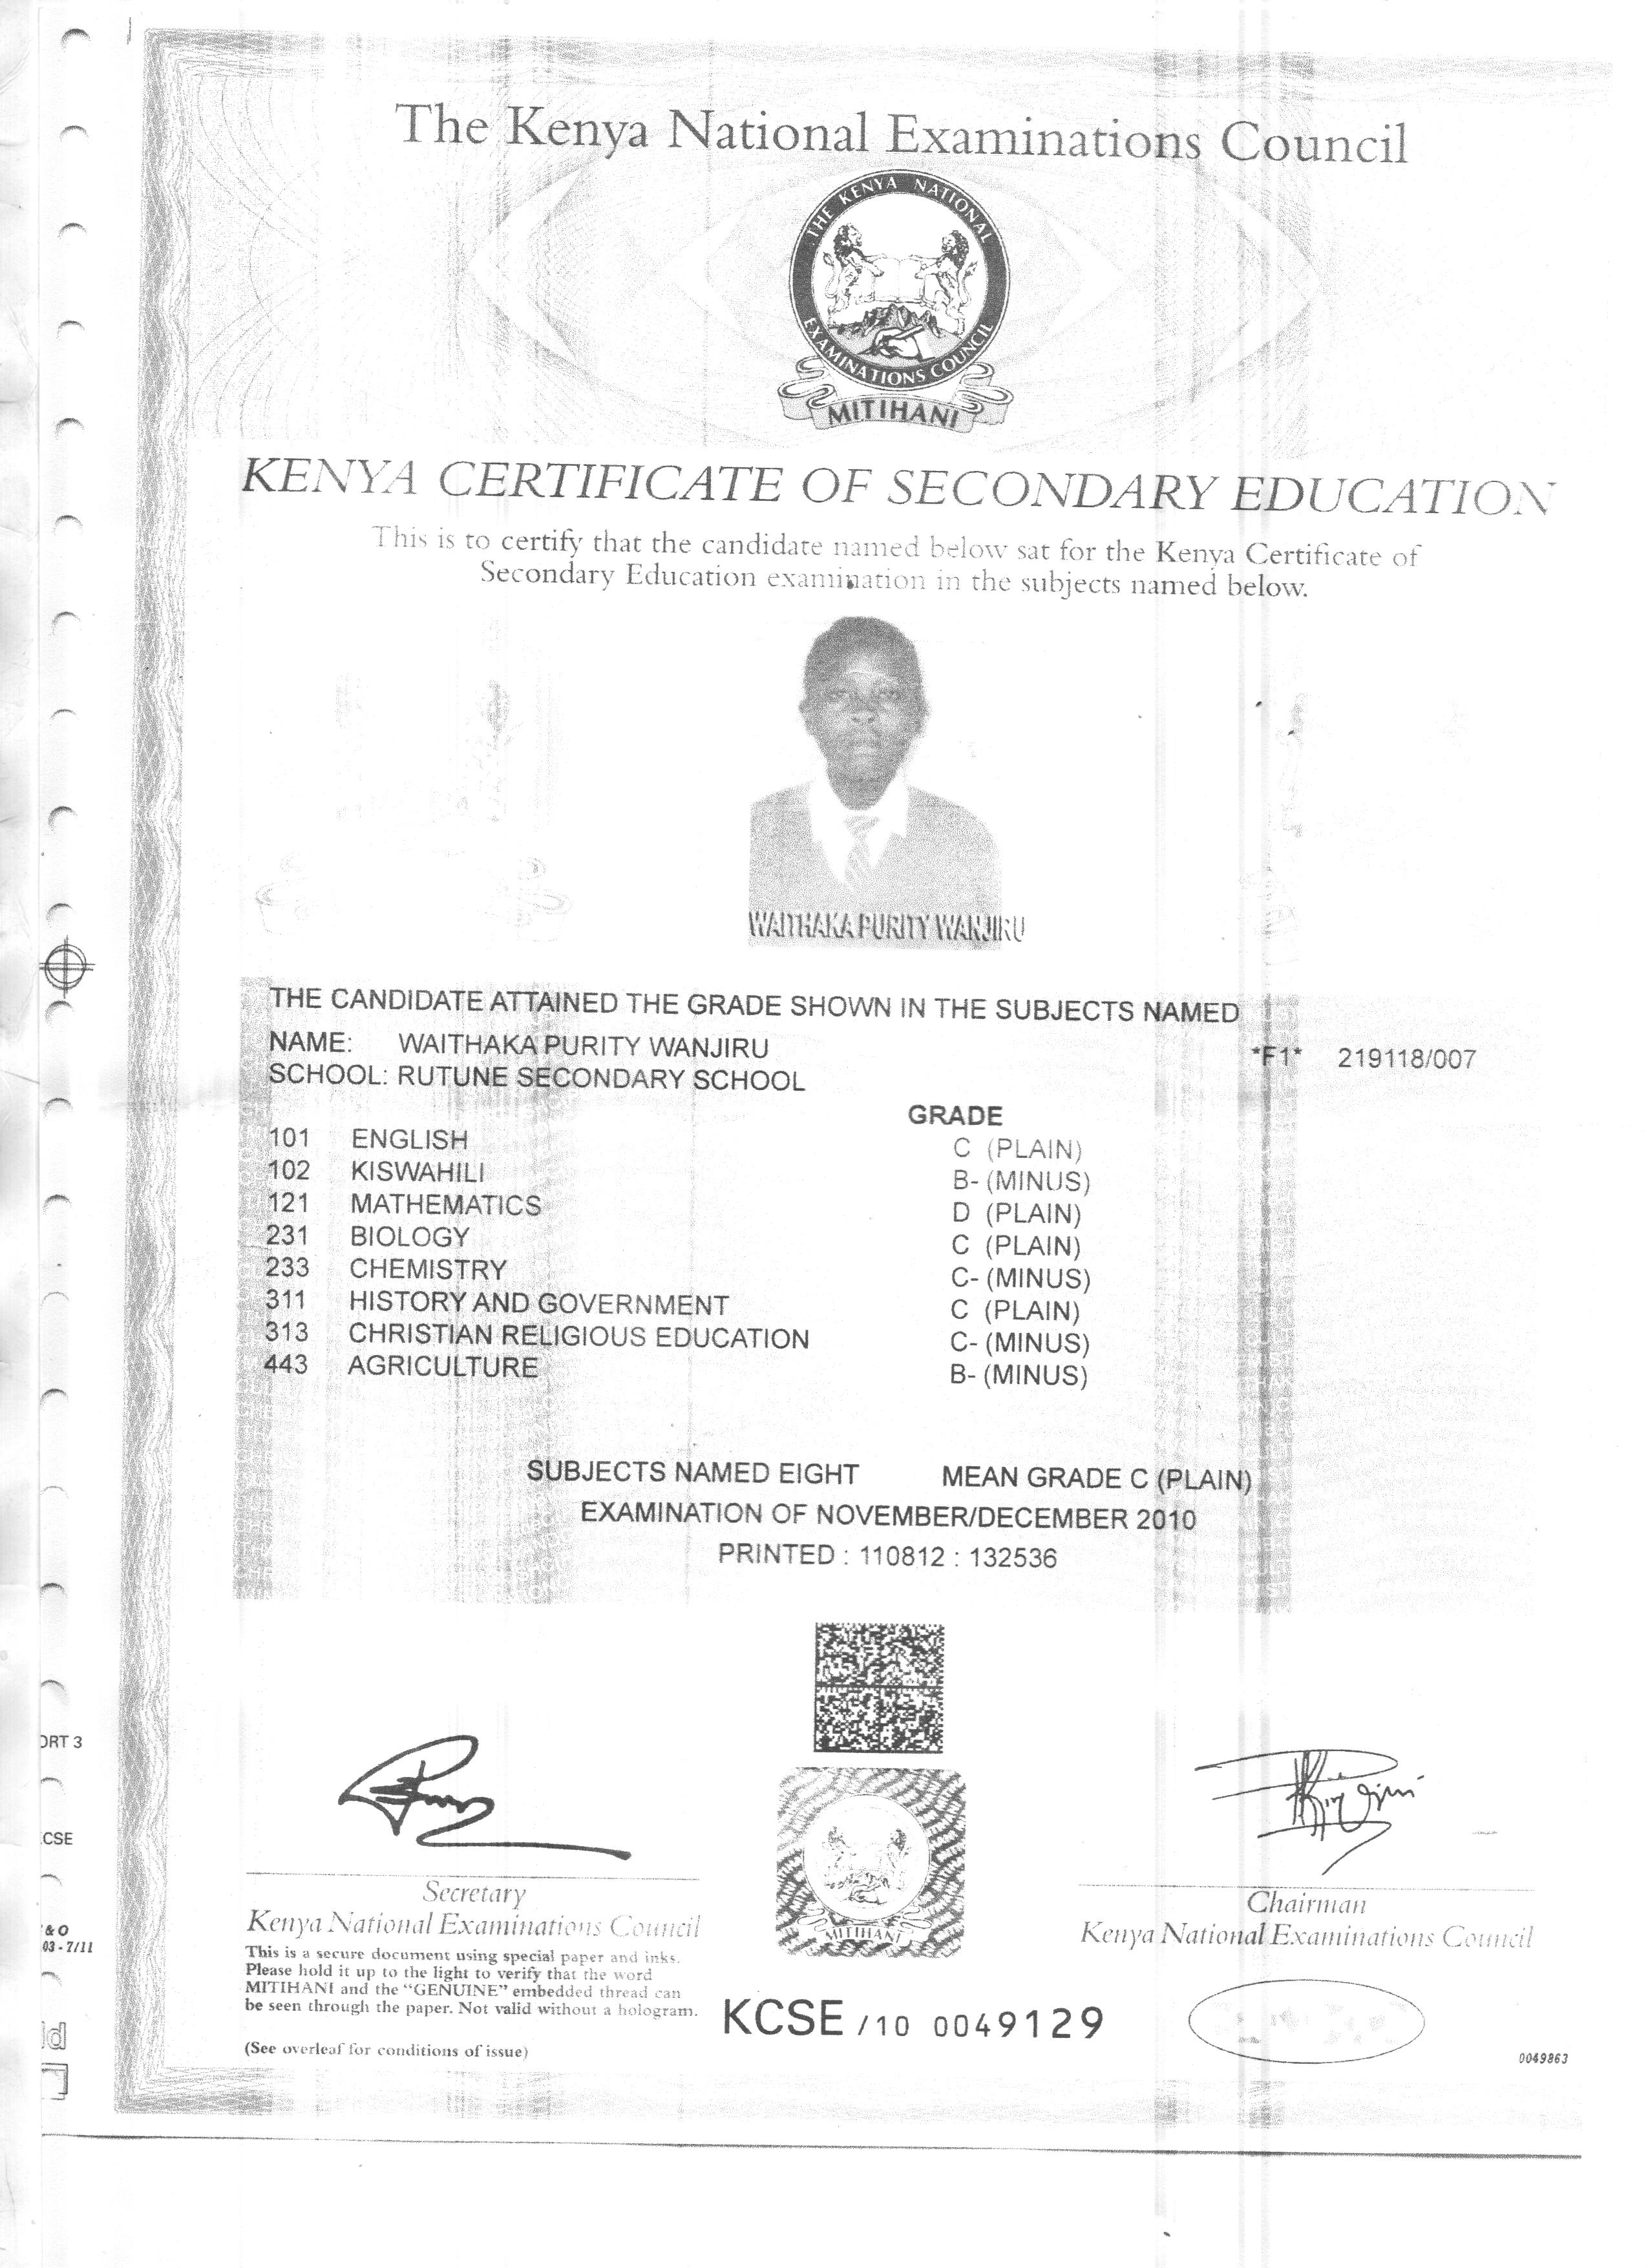 The Kenya National Examinations Council
THE KENYA NATIONAL
EXAMINATIONS COUNCIL
MITIHANI
KENYA CERTIFICATE OF SECONDARY EDUCATION
This is to certify that the candidate named below sat for the Kenya Certificate of
Secondary Education examination in the subjects named below.
WAITHAKA PURITY WANJIRU
THE CANDIDATE ATTAINED THE GRADE SHOWN IN THE SUBJECTS NAMED
NAME: WAITHAKA PURITY WANJIRU *F1* 219118/007
SCHOOL: RUTUNE SECONDARY SCHOOL
GRADE
101 ENGLISH C (PLAIN)
102 KISWAHILI B- (MINUS)
121 MATHEMATICS D (PLAIN)
231 BIOLOGY C (PLAIN)
233 CHEMISTRY C- (MINUS)
311 HISTORY AND GOVERNMENT C (PLAIN)
313 CHRISTIAN RELIGIOUS EDUCATION C- (MINUS)
443 AGRICULTURE B- (MINUS)
SUBJECTS NAMED EIGHT MEAN GRADE C (PLAIN)
EXAMINATION OF NOVEMBER/DECEMBER 2010
PRINTED : 110812 : 132536
ORT 3
CSE
& O
03 - 7/11
ld
Secretary
Kenya National Examinations Council
MITIHANI
Chairman
Kenya National Examinations Council
This is a secure document using special paper and inks.
Please hold it up to the light to verify that the word
MITIHANI and the "GENUINE" embedded thread can
be seen through the paper. Not valid without a hologram.
KCSE /10 0049129
(See overleaf for conditions of issue)
0049863